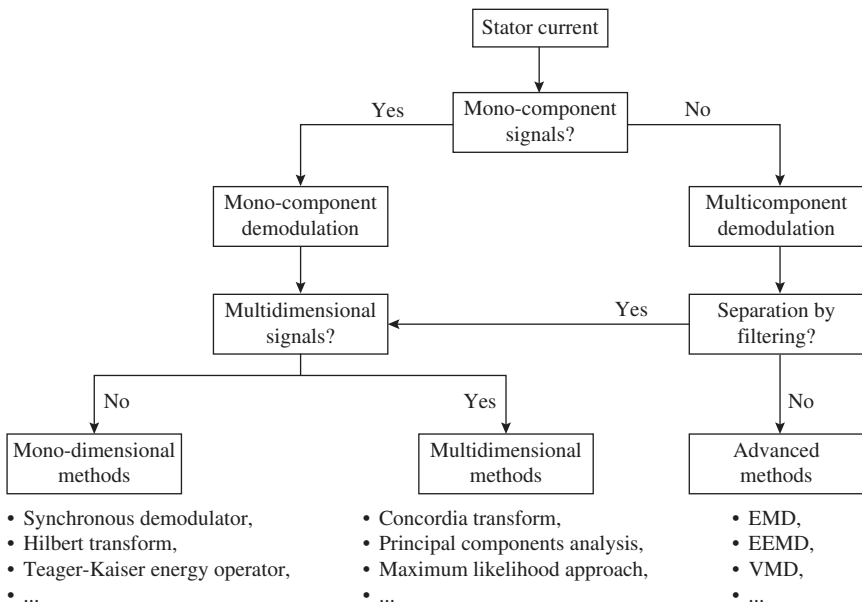 Stator current
Yes
Mono-component
signals?
No
Mono-component
demodulation
Multicomponent
demodulation
Multidimensional
signals?
Yes
Separation by
filtering?
No
Yes
No
Mono-dimensional
methods
Multidimensional
methods
Advanced
methods
• Synchronous demodulator,
• Hilbert transform,
• Teager-Kaiser energy operator,
• ...
• Concordia transform,
• Principal components analysis,
• Maximum likelihood approach,
• ...
• EMD,
• EEMD,
• VMD,
• ...